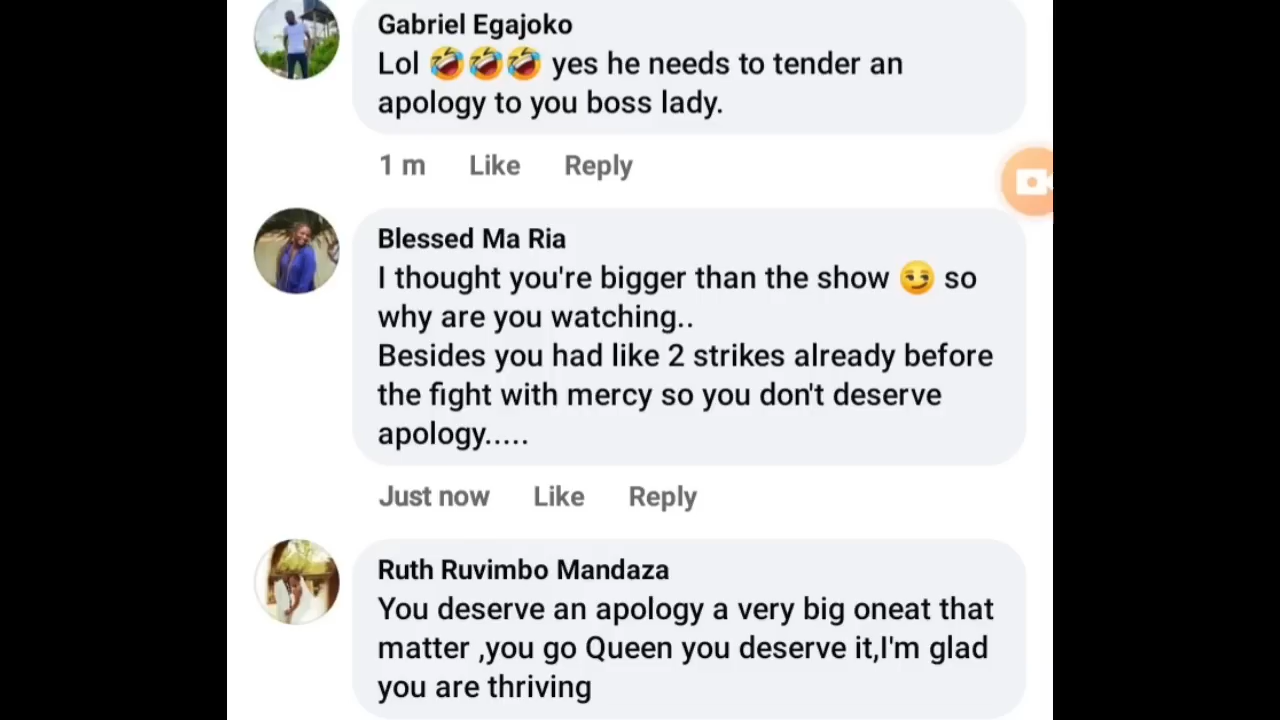 Gabriel Egajoko
Lol 🤣🤣🤣 yes he needs to tender an
apology to you boss lady.
1 m Like Reply
Blessed Ma Ria
I thought you're bigger than the show 😏 so
why are you watching..
Besides you had like 2 strikes already before
the fight with mercy so you don't deserve
apology.....
Just now Like Reply
Ruth Ruvimbo Mandaza
You deserve an apology a very big oneat that
matter ,you go Queen you deserve it,I'm glad
you are thriving